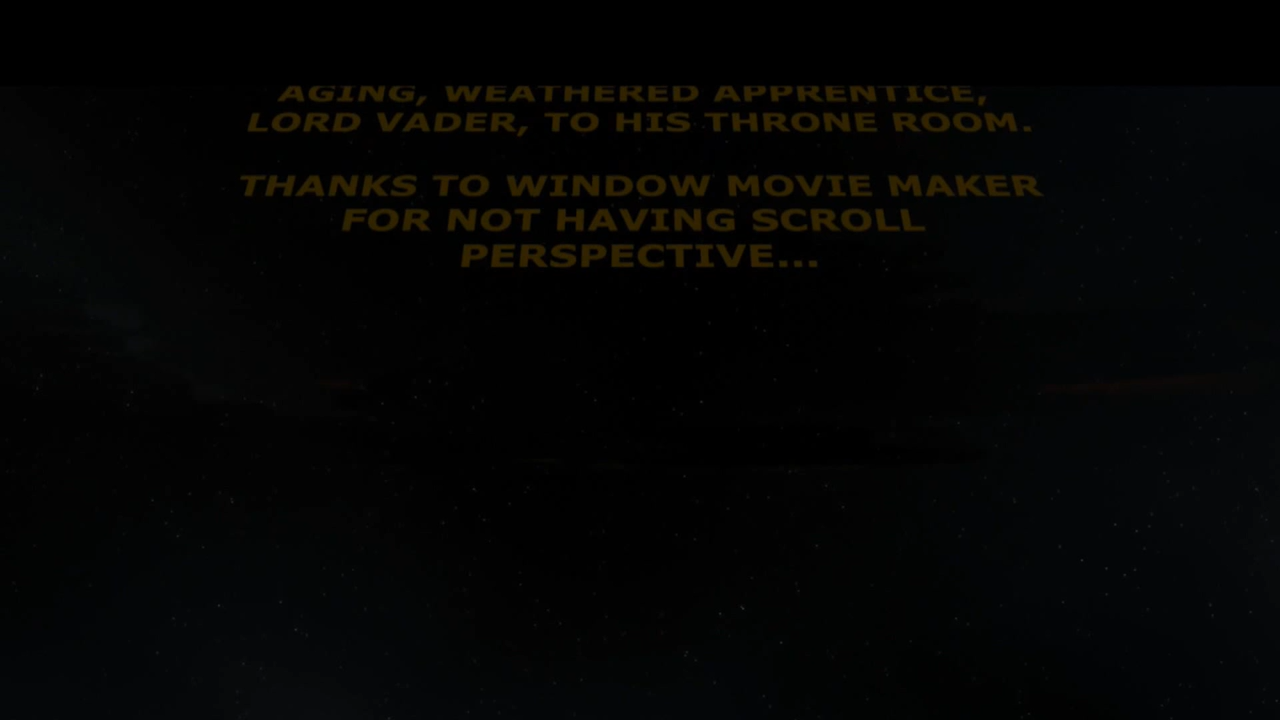 AGING, WEATHERED APPRENTICE,
LORD VADER, TO HIS THRONE ROOM.
THANKS TO WINDOW MOVIE MAKER
FOR NOT HAVING SCROLL
PERSPECTIVE...